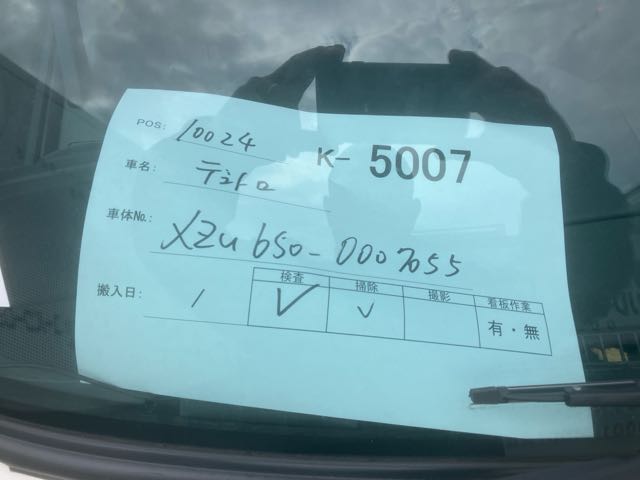 POS: 10024
K- 5007
車名 デュトロ
車体No.: XZU650-0007055
搬入日: /
検査 掃除 撮影 看板作業
✓ ✓ 有・無